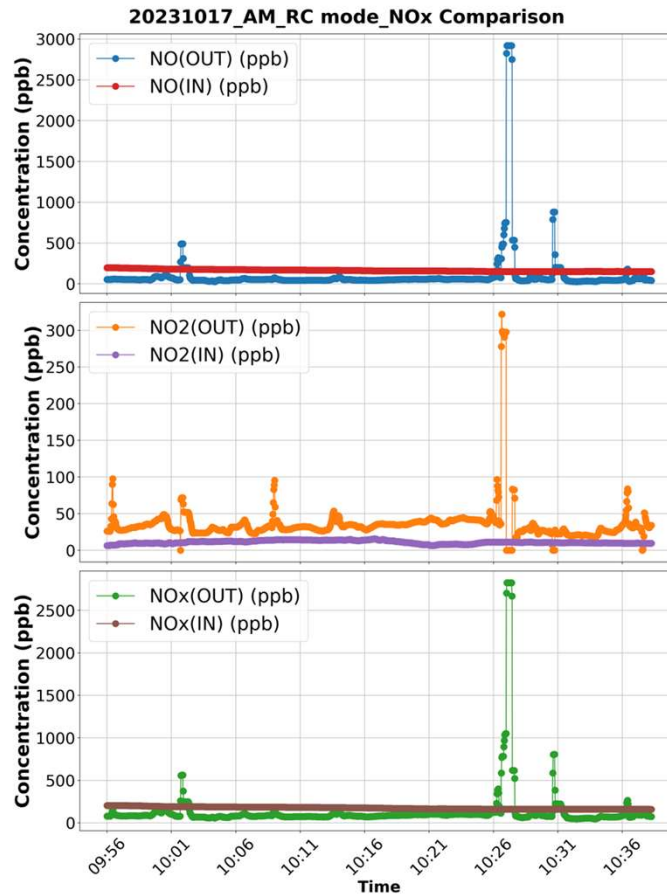 20231017_AM_RC mode_NOx Comparison
Concentration (ppb)
3000
2500
2000
1500
1000
500
0
NO(OUT) (ppb)
NO(IN) (ppb)
Concentration (ppb)
300
250
200
150
100
50
0
NO2(OUT) (ppb)
NO2(IN) (ppb)
Concentration (ppb)
2500
2000
1500
1000
500
0
NOx(OUT) (ppb)
NOx(IN) (ppb)
09:56 10:01 10:06 10:11 10:16 10:21 10:26 10:31 10:36
Time